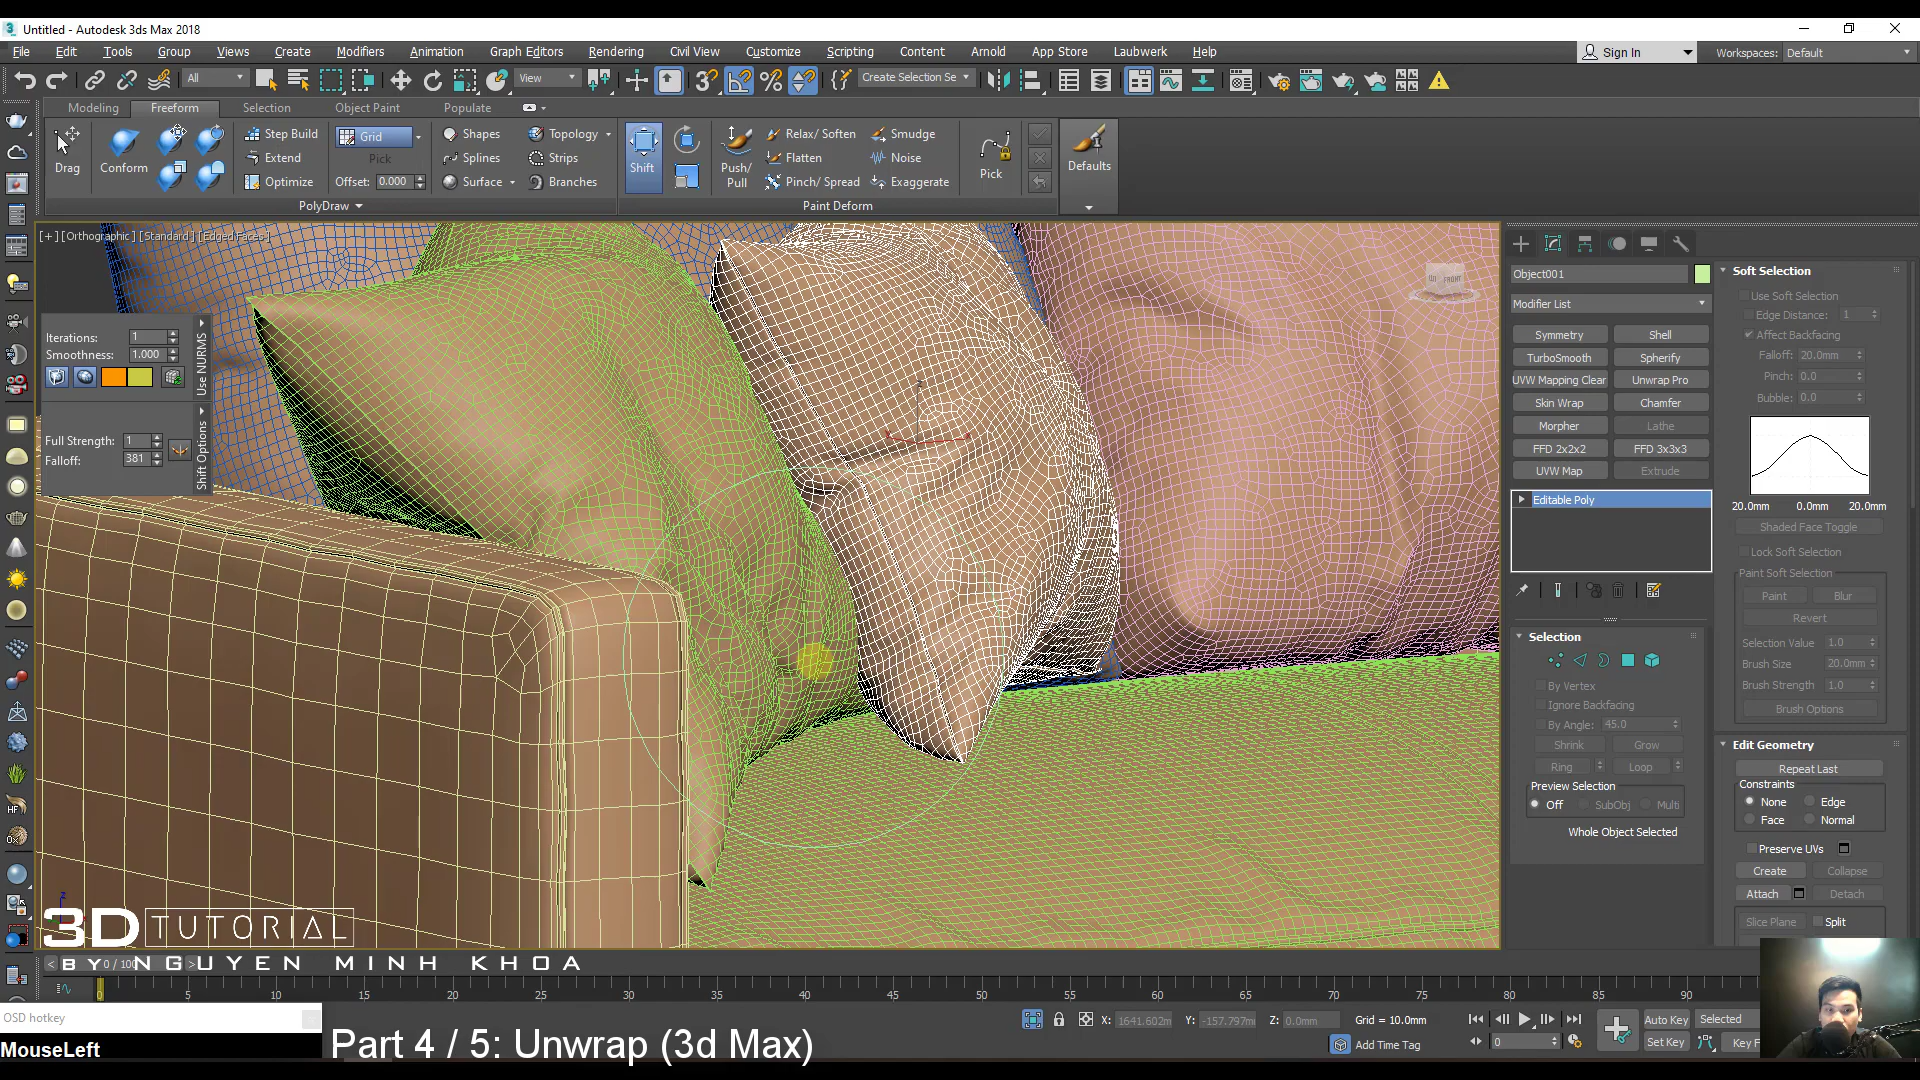 Untitled - Autodesk 3ds Max 2018
File Edit Tools Group Views Create Modifiers Animation Graph Editors Rendering Civil View Customize Scripting Content Arnold App Store Laubwerk Help
Sign In
Workspaces: Default
All
View
Create Selection Se
Modeling Freeform Selection Object Paint Populate
Drag
Conform
Step Build
Extend
Optimize
Grid
Pick
Offset: 0.000
Shapes
Splines
Surface
Topology
Strips
Branches
PolyDraw
Shift
Push/
Pull
Relax/ Soften
Flatten
Pinch/ Spread
Smudge
Noise
Exaggerate
Pick
Paint Deform
Defaults
[+] [Orthographic] [Standard] [Edged Faces]
FRONT
Iterations: 1
Smoothness: 1.000
Use NURMS
Full Strength: 1
Falloff: 381
Shift Options
Object001
Modifier List
Symmetry Shell
TurboSmooth Spherify
UVW Mapping Clear Unwrap Pro
Skin Wrap Chamfer
Morpher Lathe
FFD 2x2x2 FFD 3x3x3
UVW Map Extrude
Editable Poly
Selection
By Vertex
Ignore Backfacing
By Angle: 45.0
Shrink Grow
Ring Loop
Preview Selection
Off SubObj Multi
Whole Object Selected
Soft Selection
Use Soft Selection
Edge Distance: 1
Affect Backfacing
Falloff: 20.0mm
Pinch: 0.0
Bubble: 0.0
20.0mm 0.0mm 20.0mm
Shaded Face Toggle
Lock Soft Selection
Paint Soft Selection
Paint Blur
Revert
Selection Value 1.0
Brush Size 20.0mm
Brush Strength 1.0
Brush Options
Edit Geometry
Repeat Last
Constraints
None Edge
Face Normal
Preserve UVs
Create Collapse
Attach Detach
Slice Plane Split
3D TUTORIAL
BY NGUYEN MINH KHOA
0 / 100
0 5 10 15 20 25 30 35 40 45 50 55 60 65 70 75 80 85 90
OSD hotkey
MouseLeft
Part 4 / 5: Unwrap (3d Max)
X: 1641.602m Y: -157.797m Z: 0.0mm Grid = 10.0mm
Add Time Tag
0
Auto Key Selected
Set Key Key F